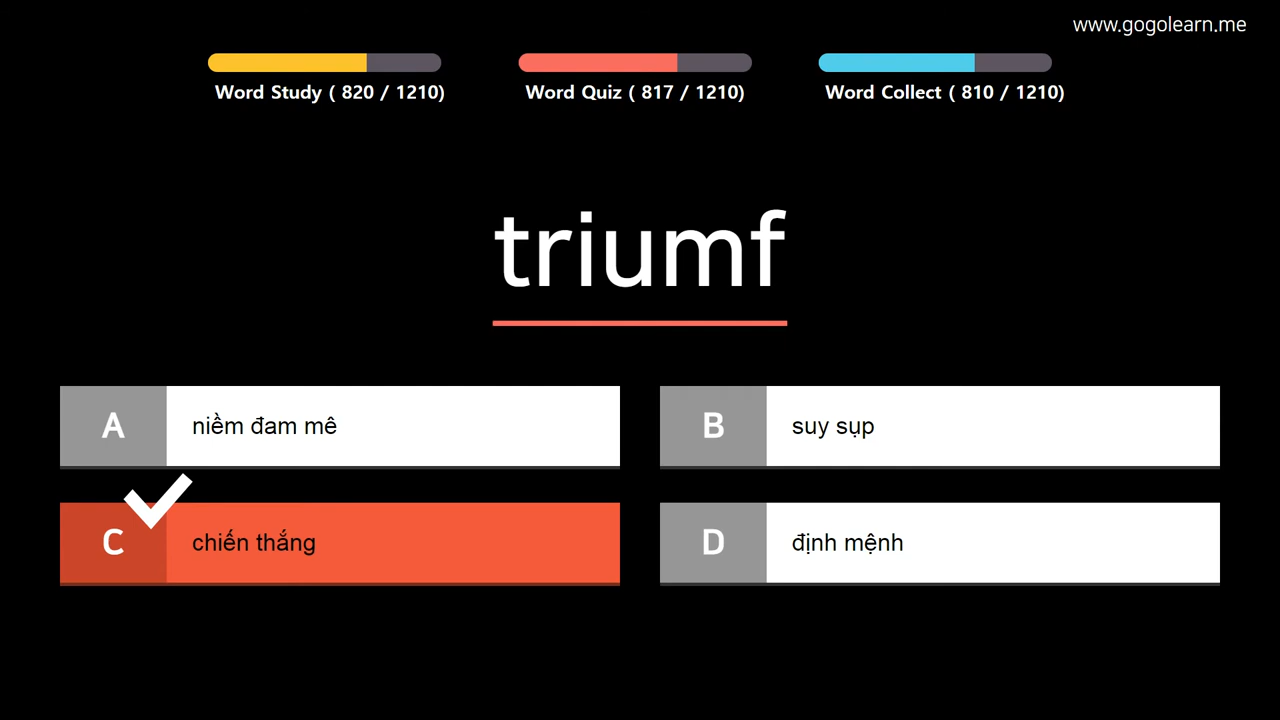 www.gogolearn.me
Word Study ( 820 / 1210)
Word Quiz ( 817 / 1210)
Word Collect ( 810 / 1210)
triumf
A niềm đam mê
B suy sụp
C chiến thắng
D định mệnh